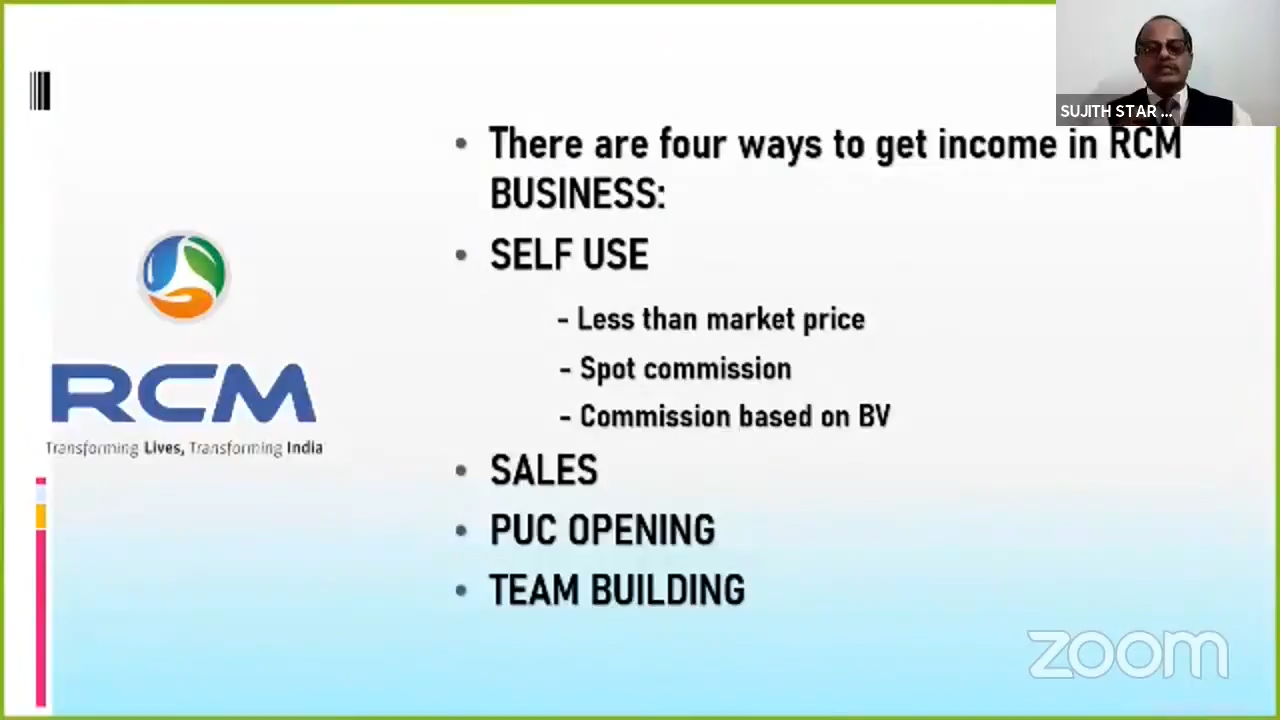 SUJITH STAR ...
• There are four ways to get income in RCM
BUSINESS:
• SELF USE
- Less than market price
- Spot commission
- Commission based on BV
• SALES
• PUC OPENING
• TEAM BUILDING
RCM
Transforming Lives, Transforming India
zoom